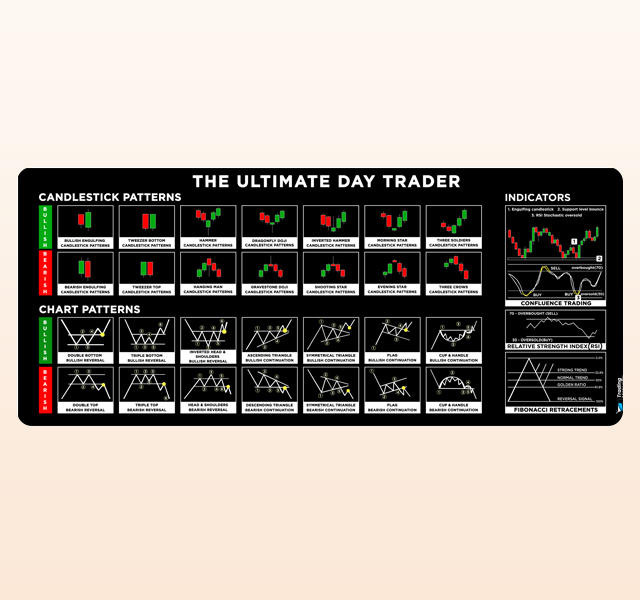 THE ULTIMATE DAY TRADER
CANDLESTICK PATTERNS
BULLISH
BULLISH ENGULFING
CANDLESTICK PATTERNS
TWEEZER BOTTOM
CANDLESTICK PATTERNS
HAMMER
CANDLESTICK PATTERNS
DRAGONFLY DOJI
CANDLESTICK PATTERNS
INVERTED HAMMER
CANDLESTICK PATTERNS
MORNING STAR
CANDLESTICK PATTERNS
THREE SOLDIERS
CANDLESTICK PATTERNS
BEARISH
BEARISH ENGULFING
CANDLESTICK PATTERNS
TWEEZER TOP
CANDLESTICK PATTERNS
HANGING MAN
CANDLESTICK PATTERNS
GRAVESTONE DOJI
CANDLESTICK PATTERNS
SHOOTING STAR
CANDLESTICK PATTERNS
EVENING STAR
CANDLESTICK PATTERNS
THREE CROWS
CANDLESTICK PATTERNS
CHART PATTERNS
BULLISH
DOUBLE BOTTOM
BULLISH REVERSAL
TRIPLE BOTTOM
BULLISH REVERSAL
INVERTED HEAD &
SHOULDERS
BULLISH REVERSAL
ASCENDING TRIANGLE
BULLISH CONTINUATION
SYMMETRICAL TRIANGLE
BULLISH CONTINUATION
FLAG
BULLISH CONTINUATION
CUP & HANDLE
BULLISH CONTINUATION
BEARISH
DOUBLE TOP
BEARISH REVERSAL
TRIPLE TOP
BEARISH REVERSAL
HEAD & SHOULDERS
BEARISH REVERSAL
DESCENDING TRIANGLE
BEARISH CONTINUATION
SYMMETRICAL TRIANGLE
BEARISH CONTINUATION
FLAG
BEARISH CONTINUATION
CUP & HANDLE
BEARISH CONTINUATION
INDICATORS
1. Engulfing candlestick 2. Support level bounce
3. RSI Stochastic oversold
1
2
SELL overbought(70)
BUY BUY
CONFLUENCE TRADING
70 - OVERBOUGHT (SELL)
30 - OVERSOLD(BUY)
RELATIVE STRENGTH INDEX (RSI)
STRONG TREND
NORMAL TREND
GOLDEN RATIO
REVERSAL SIGNAL
FIBONACCI RETRACEMENTS
Trading